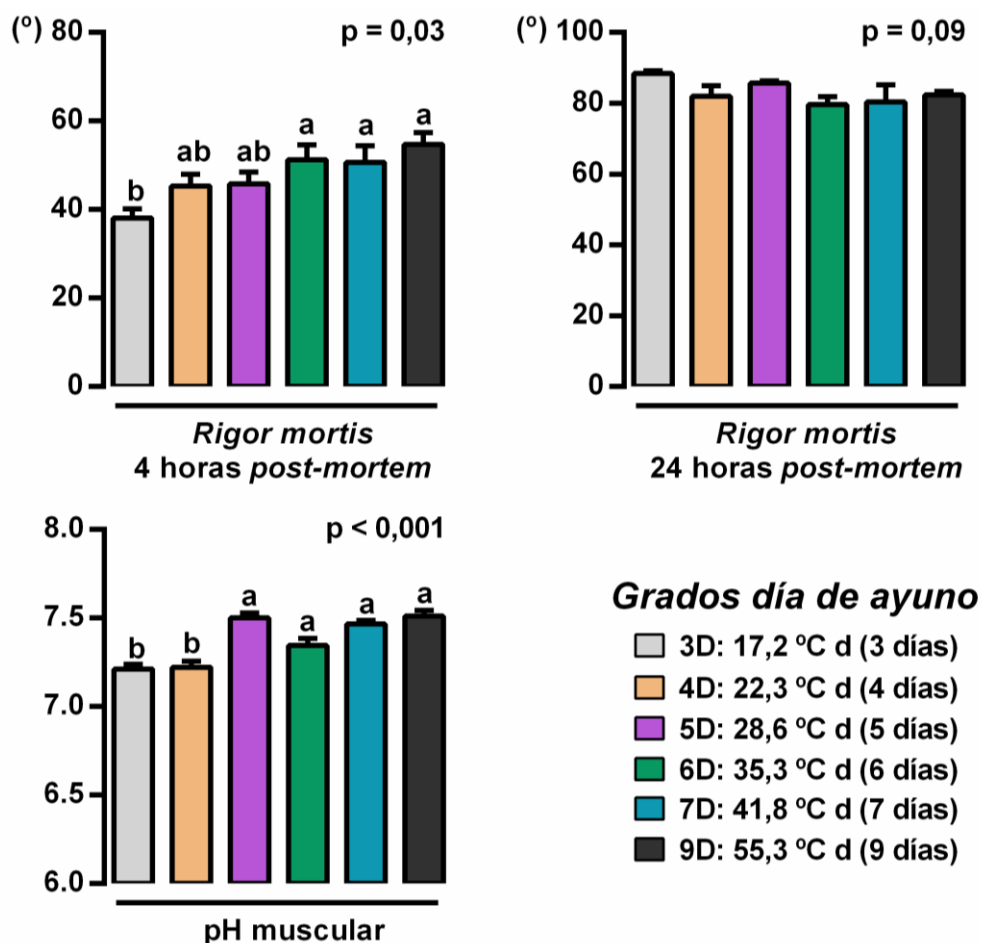 (º) 80
p = 0,03
60
40
20
0
b
ab
ab
a
a
a
Rigor mortis
4 horas post-mortem
(º) 100
p = 0,09
80
60
40
20
0
Rigor mortis
24 horas post-mortem
8.0
p < 0,001
7.5
7.0
6.5
6.0
b
b
a
a
a
a
pH muscular
Grados día de ayuno
3D: 17,2 ºC d (3 días)
4D: 22,3 ºC d (4 días)
5D: 28,6 ºC d (5 días)
6D: 35,3 ºC d (6 días)
7D: 41,8 ºC d (7 días)
9D: 55,3 ºC d (9 días)